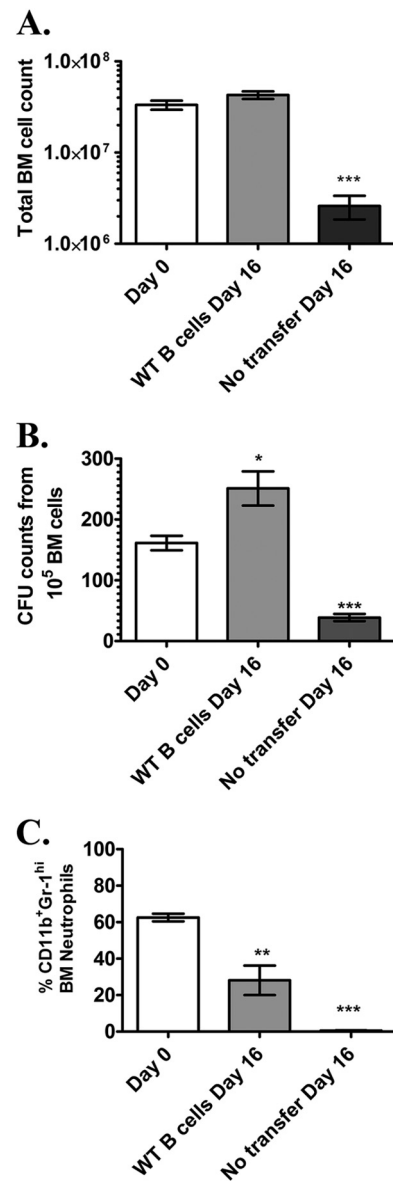 A.
Total BM cell count
1.0×10⁸
1.0×10⁷
1.0×10⁶
***
Day 0
WT B cells Day 16
No transfer Day 16
B.
CFU counts from
10⁵ BM cells
300
200
100
0
*
***
Day 0
WT B cells Day 16
No transfer Day 16
C.
% CD11b⁺Gr-1ʰⁱ
BM Neutrophils
100
80
60
40
20
0
**
***
Day 0
WT B cells Day 16
No transfer Day 16